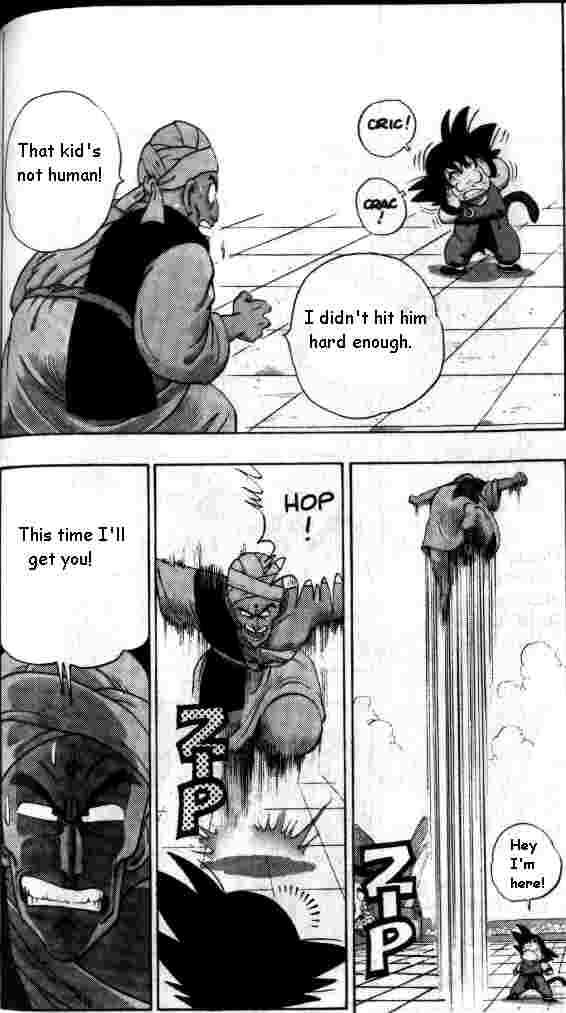 That kid's
not human!
CRIC!
CRAC
!
I didn't hit him
hard enough.
This time I'll
get you!
HOP
!
ZIP
ZIP
Hey
I'm
here!